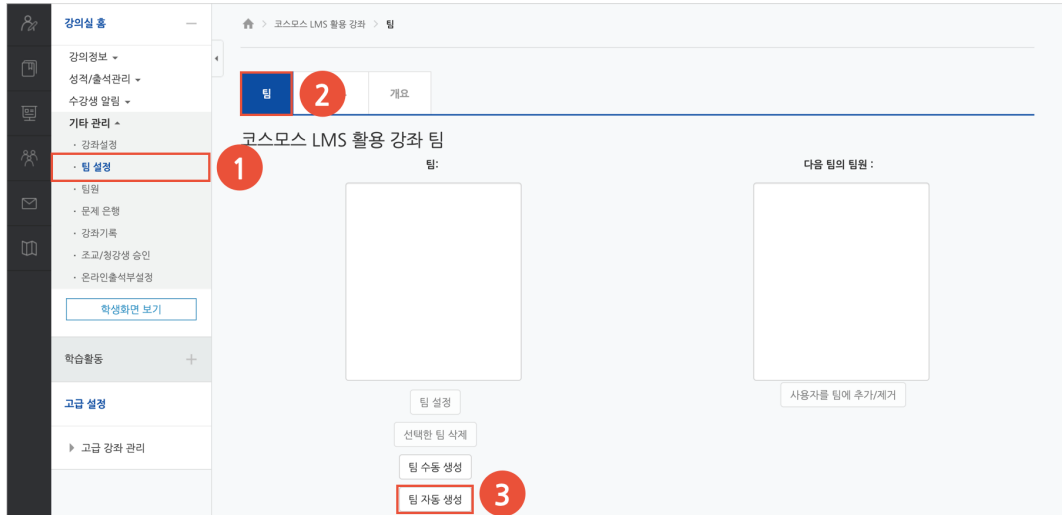 강의실 홈
코스모스 LMS 활용 강좌 > 팀
강의정보
성적/출석관리
수강생 알림
기타 관리
· 강좌설정
· 팀 설정
· 팀원
· 문제 은행
· 강좌기록
· 조교/청강생 승인
· 온라인출석부설정
학생화면 보기
학습활동
고급 설정
고급 강좌 관리
1
팀
2
개요
코스모스 LMS 활용 강좌 팀
팀:
다음 팀의 팀원 :
팀 설정
사용자를 팀에 추가/제거
선택한 팀 삭제
팀 수동 생성
팀 자동 생성
3